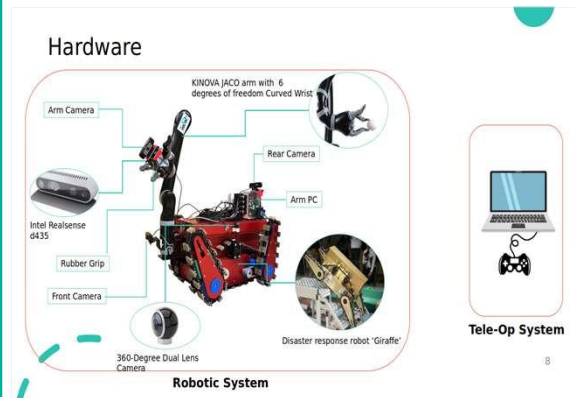 Hardware
KINOVA JACO arm with 6
degrees of freedom Curved Wrist
Arm Camera
Rear Camera
Arm PC
Intel Realsense
d435
Rubber Grip
Front Camera
Disaster response robot 'Giraffe'
360-Degree Dual Lens
Camera
Robotic System
Tele-Op System
8